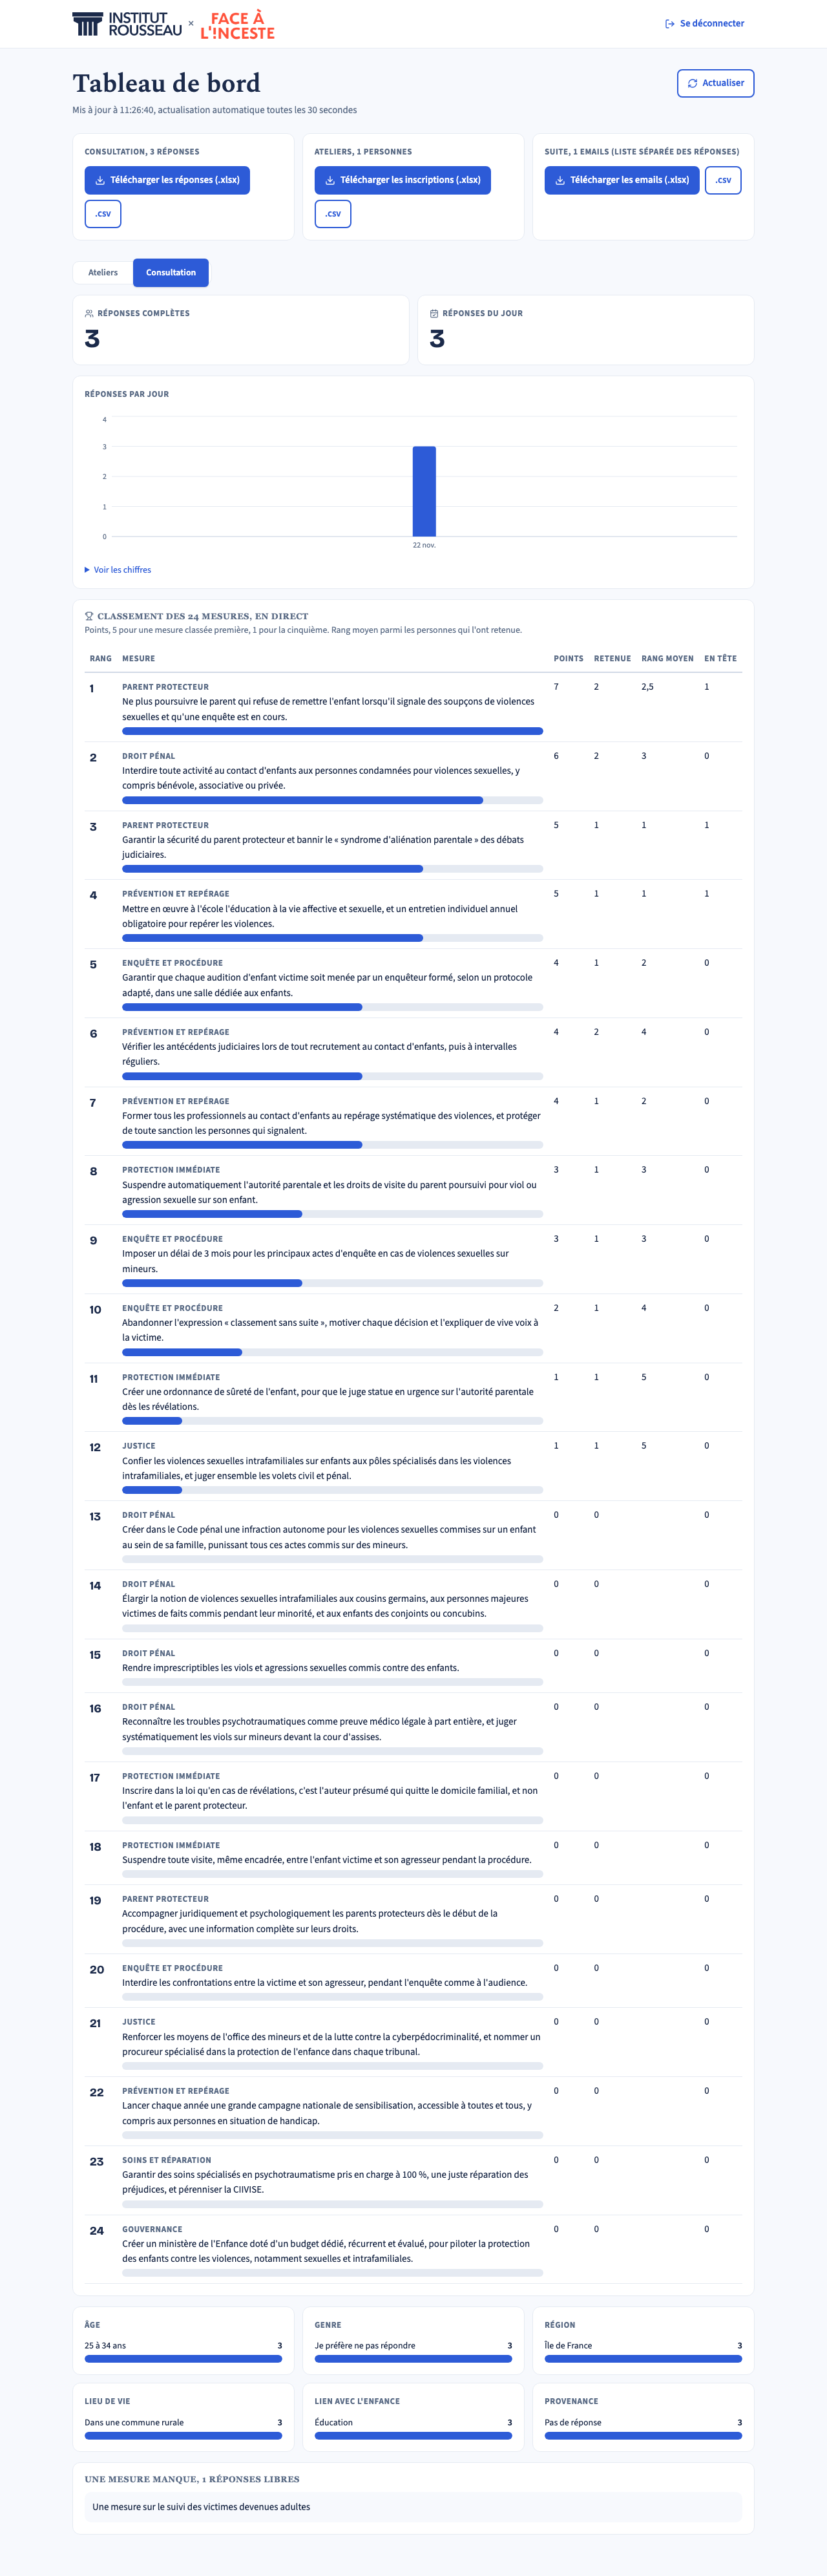 INSTITUT
ROUSSEAU
×
FACE À
L'INCESTE
Se déconnecter
Tableau de bord
Actualiser
Mis à jour à 11:26:40, actualisation automatique toutes les 30 secondes
CONSULTATION, 3 RÉPONSES
Télécharger les réponses (.xlsx)
.csv
ATELIERS, 1 PERSONNES
Télécharger les inscriptions (.xlsx)
.csv
SUITE, 1 EMAILS (LISTE SÉPARÉE DES RÉPONSES)
Télécharger les emails (.xlsx)
.csv
Ateliers
Consultation
RÉPONSES COMPLÈTES
3
RÉPONSES DU JOUR
3
RÉPONSES PAR JOUR
4
3
2
1
0
22 nov.
Voir les chiffres
CLASSEMENT DES 24 MESURES, EN DIRECT
Points, 5 pour une mesure classée première, 1 pour la cinquième. Rang moyen parmi les personnes qui l'ont retenue.
RANG MESURE POINTS RETENUE RANG MOYEN EN TÊTE
1 PARENT PROTECTEUR 7 2 2,5 1
Ne plus poursuivre le parent qui refuse de remettre l'enfant lorsqu'il signale des soupçons de violences
sexuelles et qu'une enquête est en cours.
2 DROIT PÉNAL 6 2 3 0
Interdire toute activité au contact d'enfants aux personnes condamnées pour violences sexuelles, y
compris bénévole, associative ou privée.
3 PARENT PROTECTEUR 5 1 1 1
Garantir la sécurité du parent protecteur et bannir le « syndrome d'aliénation parentale » des débats
judiciaires.
4 PRÉVENTION ET REPÉRAGE 5 1 1 1
Mettre en œuvre à l'école l'éducation à la vie affective et sexuelle, et un entretien individuel annuel
obligatoire pour repérer les violences.
5 ENQUÊTE ET PROCÉDURE 4 1 2 0
Garantir que chaque audition d'enfant victime soit menée par un enquêteur formé, selon un protocole
adapté, dans une salle dédiée aux enfants.
6 PRÉVENTION ET REPÉRAGE 4 2 4 0
Vérifier les antécédents judiciaires lors de tout recrutement au contact d'enfants, puis à intervalles
réguliers.
7 PRÉVENTION ET REPÉRAGE 4 1 2 0
Former tous les professionnels au contact d'enfants au repérage systématique des violences, et protéger
de toute sanction les personnes qui signalent.
8 PROTECTION IMMÉDIATE 3 1 3 0
Suspendre automatiquement l'autorité parentale et les droits de visite du parent poursuivi pour viol ou
agression sexuelle sur son enfant.
9 ENQUÊTE ET PROCÉDURE 3 1 3 0
Imposer un délai de 3 mois pour les principaux actes d'enquête en cas de violences sexuelles sur
mineurs.
10 ENQUÊTE ET PROCÉDURE 2 1 4 0
Abandonner l'expression « classement sans suite », motiver chaque décision et l'expliquer de vive voix à
la victime.
11 PROTECTION IMMÉDIATE 1 1 5 0
Créer une ordonnance de sûreté de l'enfant, pour que le juge statue en urgence sur l'autorité parentale
dès les révélations.
12 JUSTICE 1 1 5 0
Confier les violences sexuelles intrafamiliales sur enfants aux pôles spécialisés dans les violences
intrafamiliales, et juger ensemble les volets civil et pénal.
13 DROIT PÉNAL 0 0 0
Créer dans le Code pénal une infraction autonome pour les violences sexuelles commises sur un enfant
au sein de sa famille, punissant tous ces actes commis sur des mineurs.
14 DROIT PÉNAL 0 0 0
Élargir la notion de violences sexuelles intrafamiliales aux cousins germains, aux personnes majeures
victimes de faits commis pendant leur minorité, et aux enfants des conjoints ou concubins.
15 DROIT PÉNAL 0 0 0
Rendre imprescriptibles les viols et agressions sexuelles commis contre des enfants.
16 DROIT PÉNAL 0 0 0
Reconnaître les troubles psychotraumatiques comme preuve médico légale à part entière, et juger
systématiquement les viols sur mineurs devant la cour d'assises.
17 PROTECTION IMMÉDIATE 0 0 0
Inscrire dans la loi qu'en cas de révélations, c'est l'auteur présumé qui quitte le domicile familial, et non
l'enfant et le parent protecteur.
18 PROTECTION IMMÉDIATE 0 0 0
Suspendre toute visite, même encadrée, entre l'enfant victime et son agresseur pendant la procédure.
19 PARENT PROTECTEUR 0 0 0
Accompagner juridiquement et psychologiquement les parents protecteurs dès le début de la
procédure, avec une information complète sur leurs droits.
20 ENQUÊTE ET PROCÉDURE 0 0 0
Interdire les confrontations entre la victime et son agresseur, pendant l'enquête comme à l'audience.
21 JUSTICE 0 0 0
Renforcer les moyens de l'office des mineurs et de la lutte contre la cyberpédocriminalité, et nommer un
procureur spécialisé dans la protection de l'enfance dans chaque tribunal.
22 PRÉVENTION ET REPÉRAGE 0 0 0
Lancer chaque année une grande campagne nationale de sensibilisation, accessible à toutes et tous, y
compris aux personnes en situation de handicap.
23 SOINS ET RÉPARATION 0 0 0
Garantir des soins spécialisés en psychotraumatisme pris en charge à 100 %, une juste réparation des
préjudices, et pérenniser la CIIVISE.
24 GOUVERNANCE 0 0 0
Créer un ministère de l'Enfance doté d'un budget dédié, récurrent et évalué, pour piloter la protection
des enfants contre les violences, notamment sexuelles et intrafamiliales.
ÂGE
25 à 34 ans 3
GENRE
Je préfère ne pas répondre 3
RÉGION
Île de France 3
LIEU DE VIE
Dans une commune rurale 3
LIEN AVEC L'ENFANCE
Éducation 3
PROVENANCE
Pas de réponse 3
UNE MESURE MANQUE, 1 RÉPONSES LIBRES
Une mesure sur le suivi des victimes devenues adultes